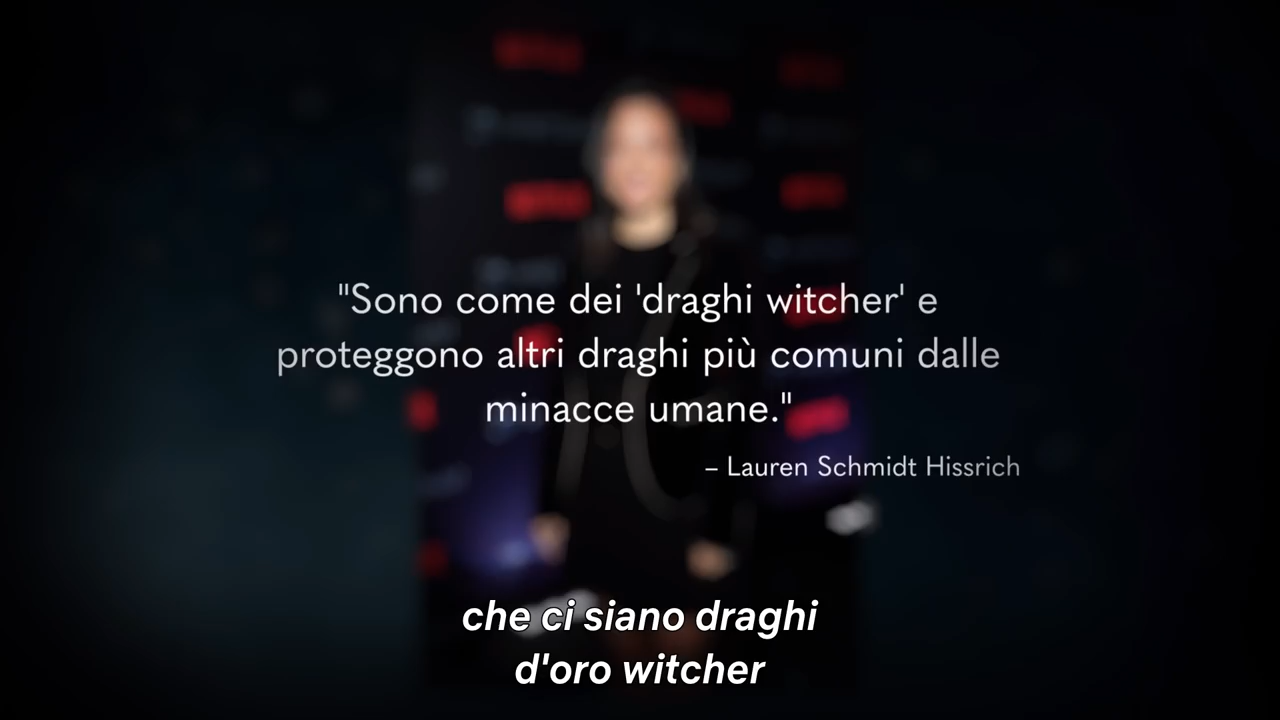 "Sono come dei 'draghi witcher' e
proteggono altri draghi più comuni dalle
minacce umane."
– Lauren Schmidt Hissrich
che ci siano draghi
d'oro witcher